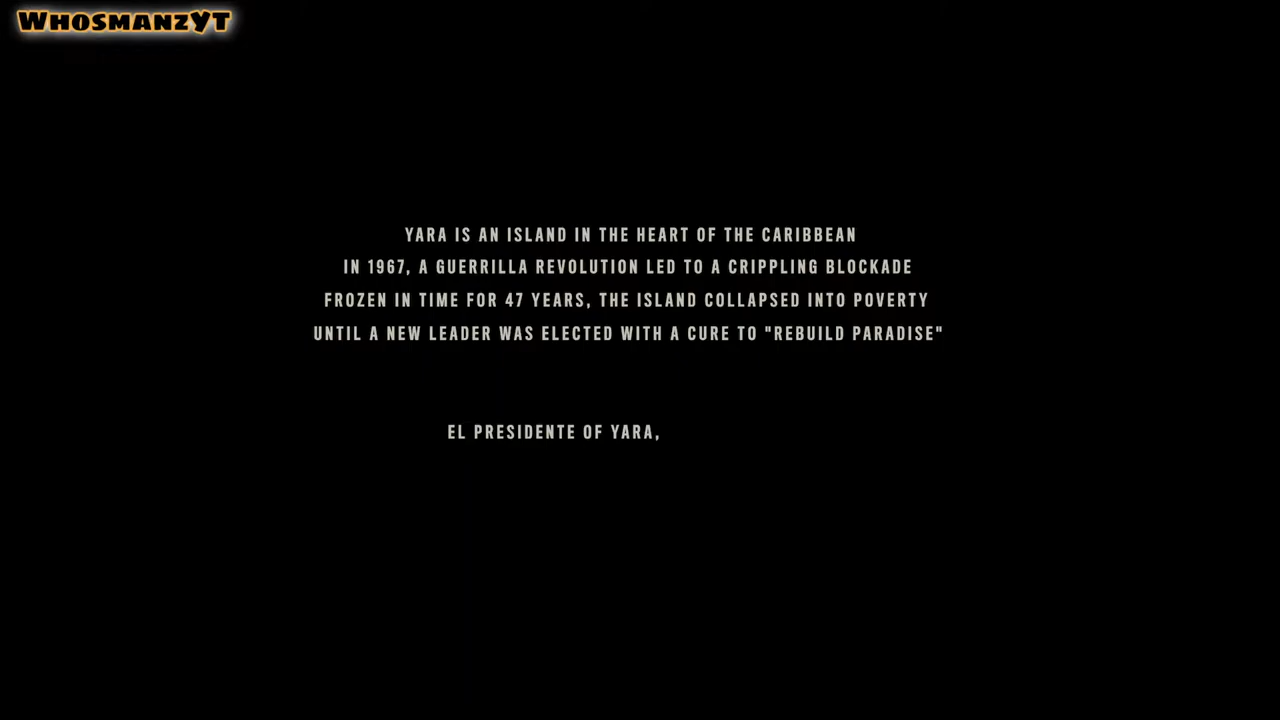 WhosmanzYT
YARA IS AN ISLAND IN THE HEART OF THE CARIBBEAN
IN 1967, A GUERRILLA REVOLUTION LED TO A CRIPPLING BLOCKADE
FROZEN IN TIME FOR 47 YEARS, THE ISLAND COLLAPSED INTO POVERTY
UNTIL A NEW LEADER WAS ELECTED WITH A CURE TO "REBUILD PARADISE"
EL PRESIDENTE OF YARA,